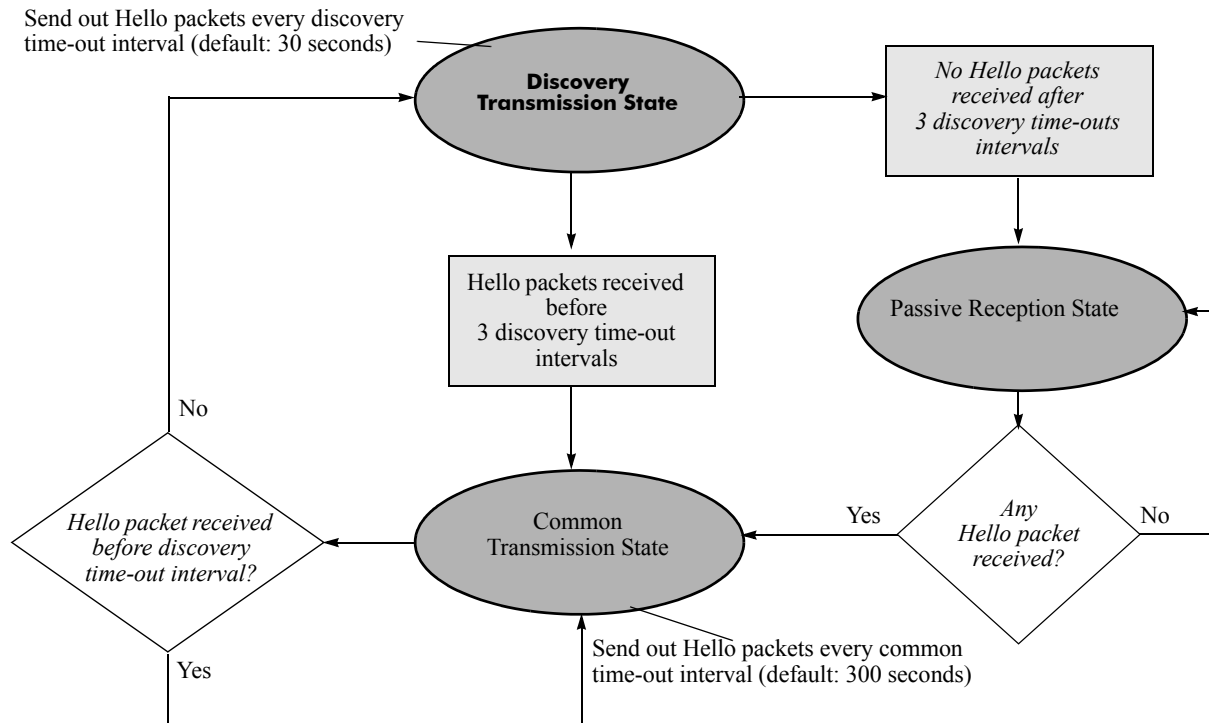 Send out Hello packets every discovery
time-out interval (default: 30 seconds)
Discovery
Transmission State
No Hello packets
received after
3 discovery time-outs
intervals
Hello packets received
before
3 discovery time-out
intervals
Passive Reception State
No
Hello packet received
before discovery
time-out interval?
Yes
Common
Transmission State
Yes
Any
Hello packet
received?
No
Send out Hello packets every common
time-out interval (default: 300 seconds)